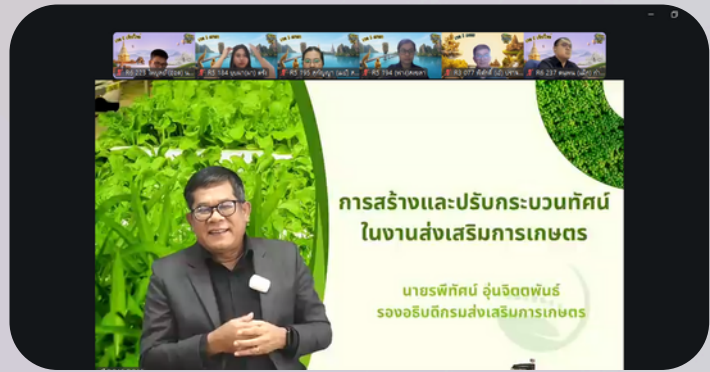 การสร้างและปรับกระบวนทัศน์
ในงานส่งเสริมการเกษตร
นายรพีทัศน์ อุ่นจิตตพันธ์
รองอธิบดีกรมส่งเสริมการเกษตร